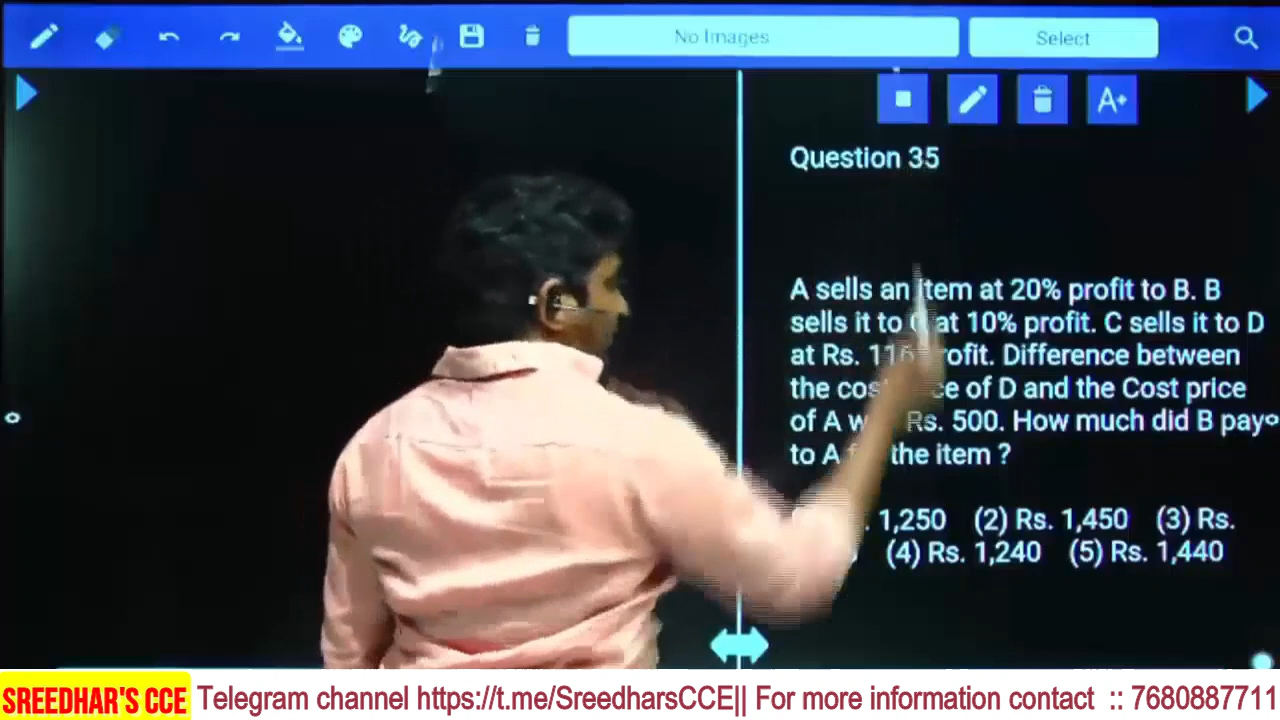 No Images
Select
A+
Question 35
A sells an item at 20% profit to B. B
sells it to at 10% profit. C sells it to D
at Rs. 116 Difference between
the of D and the Cost price
of A Rs. 500. How much did B pay
to A the item ?
1,250 (2) Rs. 1,450 (3) Rs.
(4) Rs. 1,240 (5) Rs. 1,440
SREEDHAR'S CCE Telegram channel https://t.me/SreedharsCCE|| For more information contact :: 7680887711